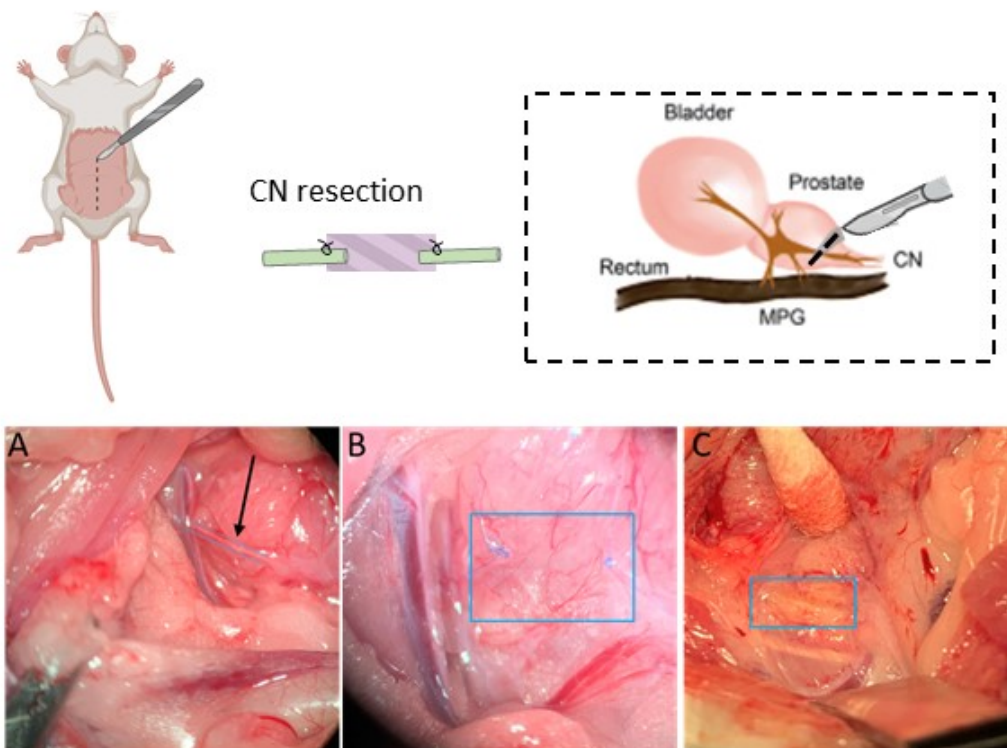 CN resection
Bladder
Prostate
Rectum
CN
MPG
A
B
C